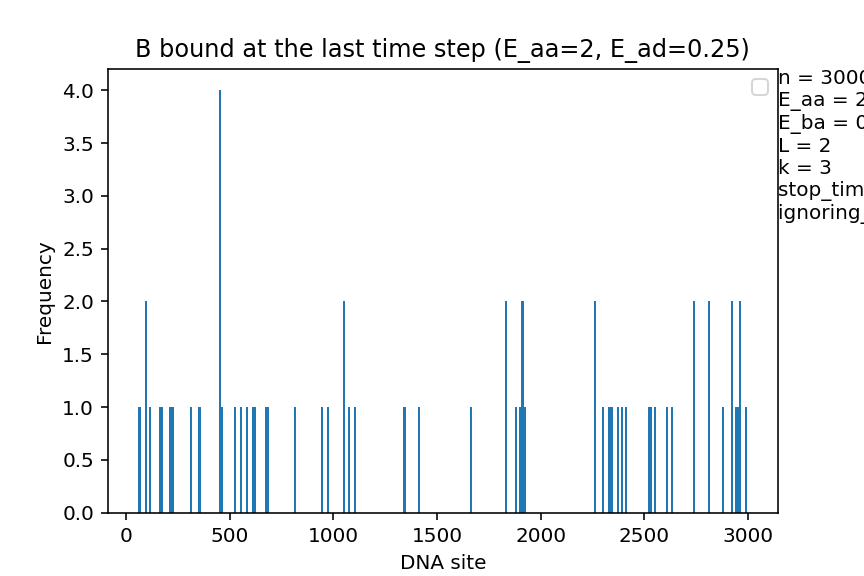 B bound at the last time step (E_aa=2, E_ad=0.25)
n = 3000
E_aa = 2
E_ba = 0
L = 2
k = 3
stop_tim
ignoring_
Frequency
4.0
3.5
3.0
2.5
2.0
1.5
1.0
0.5
0.0
0 500 1000 1500 2000 2500 3000
DNA site